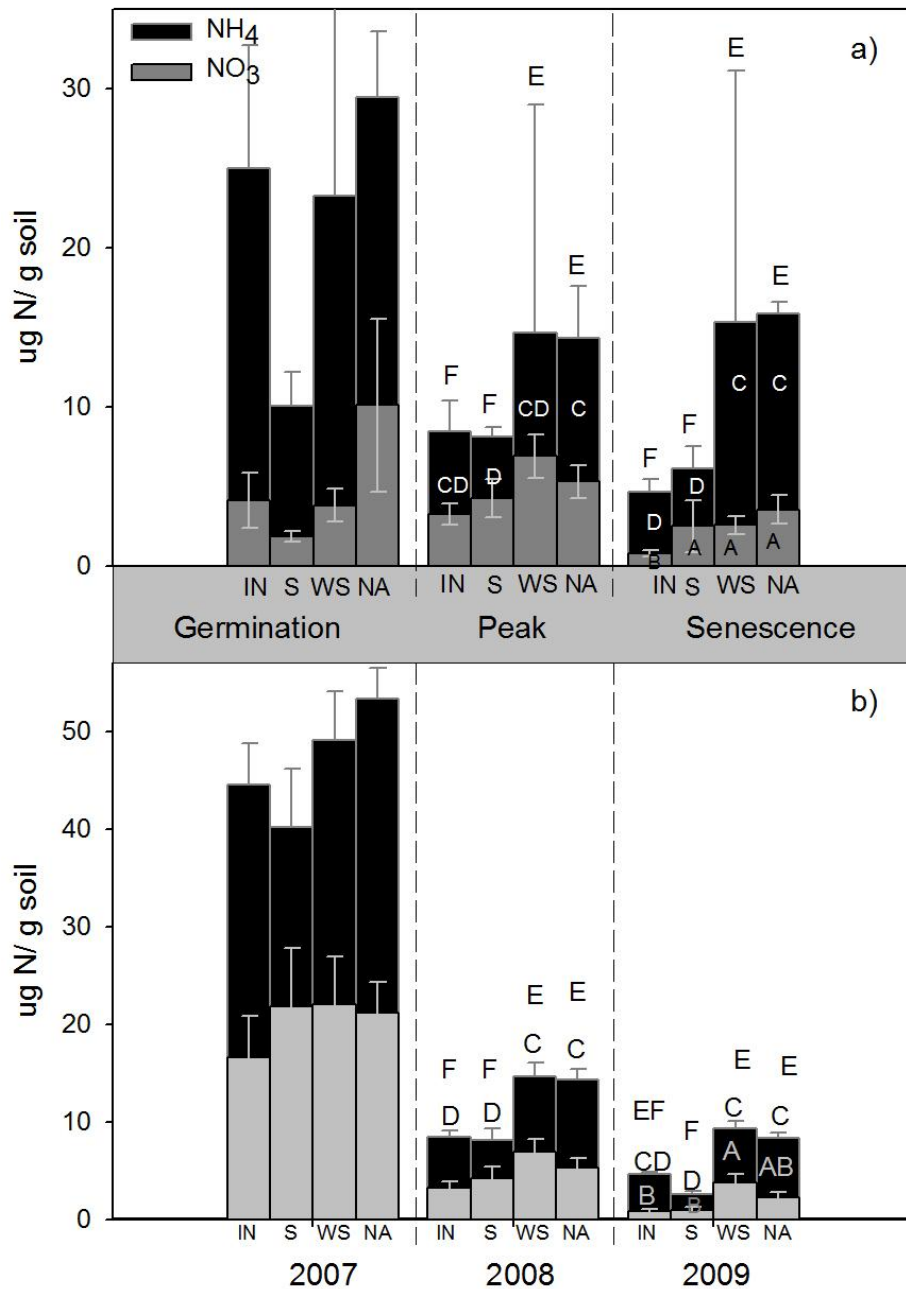 NH4
NO3
a)
E
E
30
E
E
20
ug N/ g soil
F
F
F
F
CD
C
C
C
10
CD
D
D
D
A
A
A
B
0
IN S WS NA IN S WS NA IN S WS NA
Germination Peak Senescence
b)
50
40
ug N/ g soil
30
20
E E
E E
F F
C C
EF F
C C
10
D D
CD D
A AB
B B
0
IN S WS NA IN S WS NA IN S WS NA
2007 2008 2009